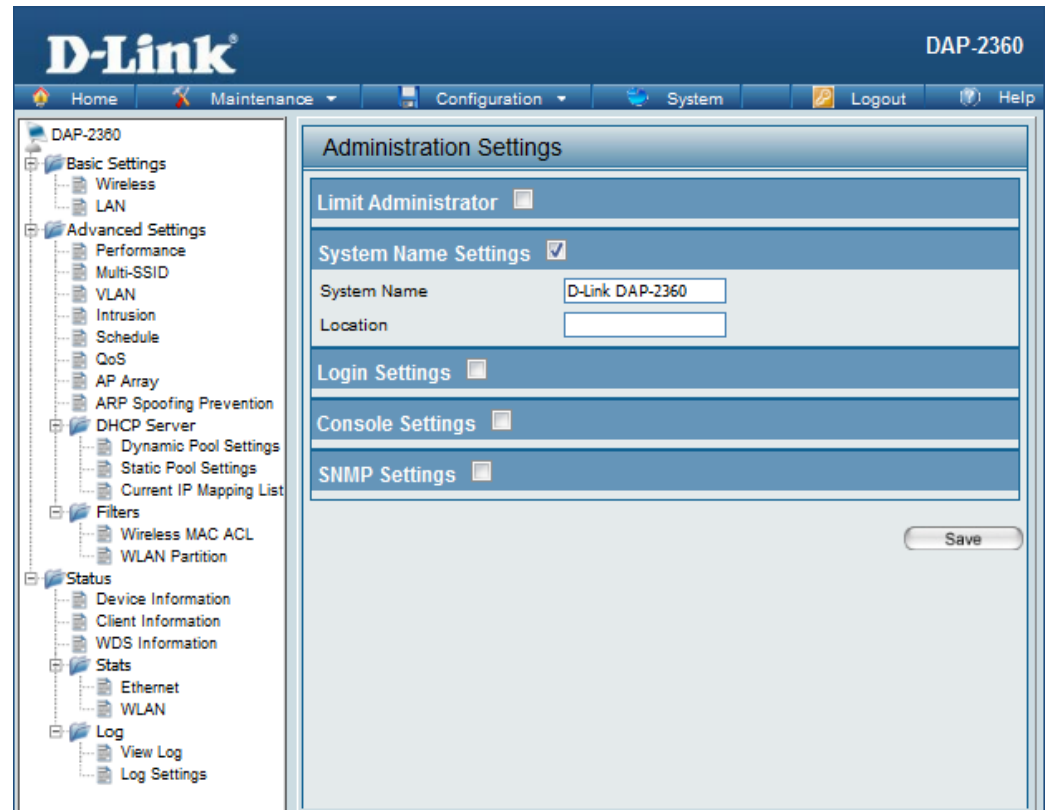 D-Link
DAP-2360
Home Maintenance Configuration System Logout Help
DAP-2360
Basic Settings
Wireless
LAN
Advanced Settings
Performance
Multi-SSID
VLAN
Intrusion
Schedule
QoS
AP Array
ARP Spoofing Prevention
DHCP Server
Dynamic Pool Settings
Static Pool Settings
Current IP Mapping List
Filters
Wireless MAC ACL
WLAN Partition
Status
Device Information
Client Information
WDS Information
Stats
Ethernet
WLAN
Log
View Log
Log Settings
Administration Settings
Limit Administrator
System Name Settings
System Name D-Link DAP-2360
Location
Login Settings
Console Settings
SNMP Settings
Save